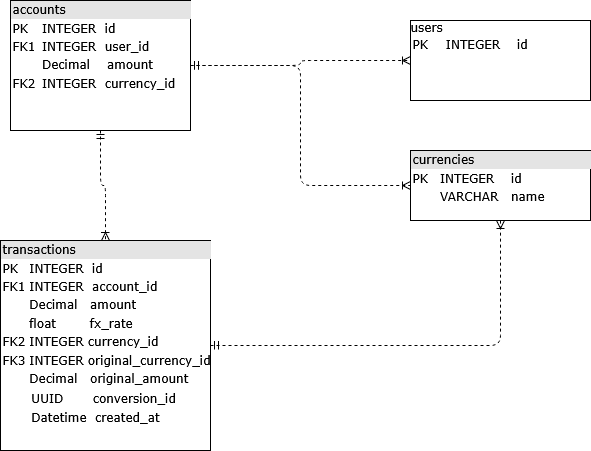 accounts
PK INTEGER id
FK1 INTEGER user_id
Decimal amount
FK2 INTEGER currency_id
users
PK INTEGER id
currencies
PK INTEGER id
VARCHAR name
transactions
PK INTEGER id
FK1 INTEGER account_id
Decimal amount
float fx_rate
FK2 INTEGER currency_id
FK3 INTEGER original_currency_id
Decimal original_amount
UUID conversion_id
Datetime created_at